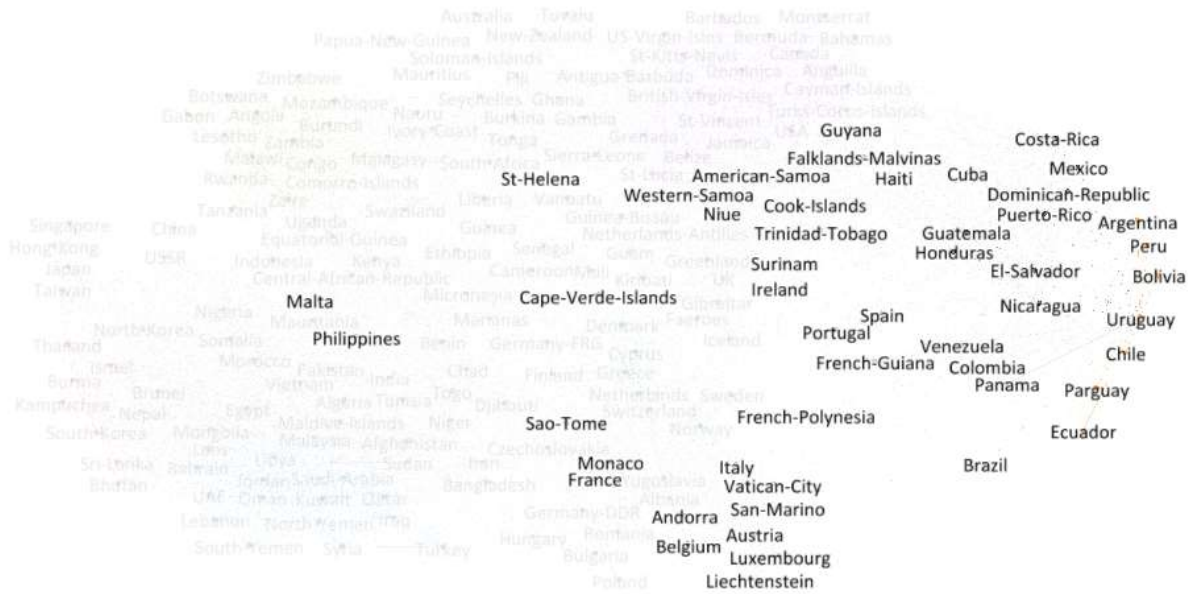 Australia Tovalu Barbudos Montserrat
Papua-New-Guinea New-Zealand US-Virgin-Isles Bermuda Bahamas
Soloman-Islands St-Kitts-Nevis Canada
Zimbabwe Mauritius Fiji Antigua-Barbuda Dominica Anguilla
Botswana Mozambique Seychelles Ghana British-Virgin-Isles Cayman-Islands
Gabon Angola Nauru Burkina Gambia St-Vincent Turks-Cocus-Islands
Burundi Ivory-Coast USA Guyana
Lesotho Zambia Tonga Grenada Jamaica Costa-Rica
Malawi Congo Malagasy South-Africa Sierra-Leone Belize Falklands-Malvinas
Rwanda Comorro-Islands St-Helena St-Lucia American-Samoa Haiti Cuba Mexico
Zaire Liberia Vanuatu Western-Samoa Dominican-Republic
Tanzania Swaziland Guinea-Bissau Niue Cook-Islands Puerto-Rico
Singapore China Uganda Guinea Netherlands-Antilles Trinidad-Tobago Guatemala Argentina
Hong-Kong USSR Equatorial-Guinea Ethiopia Senegal Guam Honduras Peru
Japan Indonesia Kenya Cameroon Mali Greenland Surinam El-Salvador Bolivia
Taiwan Central-African-Republic Kiribati UK Ireland
Malta Micronesia Cape-Verde-Islands Gibraltar Nicaragua
Nigeria Mauritania Marianas Denmark Faeroes Spain Uruguay
North-Korea Somalia Philippines Benin Germany-FRG Iceland Portugal Venezuela
Thailand Morocco Cyprus Chile
Israel Pakistan Chad Finland Greece French-Guiana Colombia
Burma Brunei Vietnam India Togo Netherlands Sweden Panama Parguay
Kampuchea Nepal Egypt Algeria Tunisia Djibouti Switzerland French-Polynesia
South-Korea Mongolia Maldive-Islands Niger Sao-Tome Norway Ecuador
Malaysia Afghanistan Czechoslovakia
Sri-Lanka Bahrain Libya Sudan Iran Monaco Italy Brazil
Bhutan Jordan Saudi-Arabia Bangladesh France Yugoslavia Vatican-City
UAE Oman Kuwait Qatar Albania
Lebanon North-Yemen Iraq Germany-DDR Andorra San-Marino
South-Yemen Syria Turkey Hungary Romania Belgium Austria
Bulgaria Luxembourg
Poland Liechtenstein